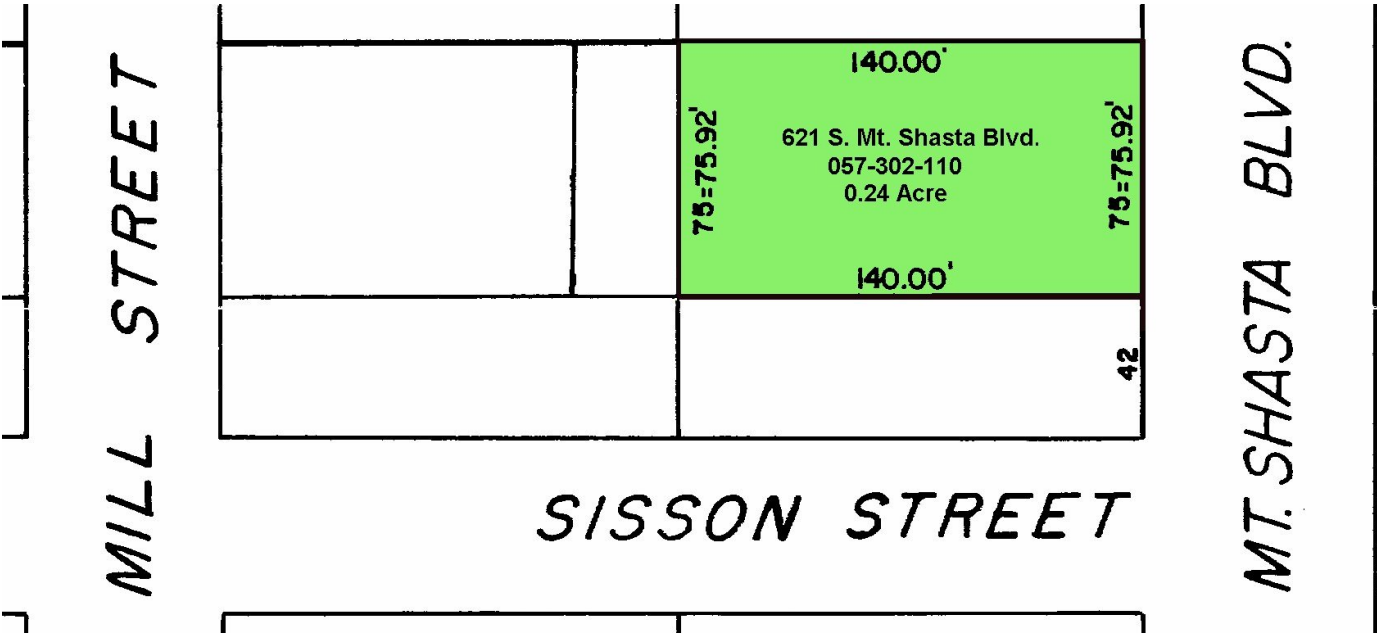 MILL STREET
140.00'
75=75.92'
621 S. Mt. Shasta Blvd.
057-302-110
0.24 Acre
75=75.92'
140.00'
42
SISSON STREET
MT. SHASTA BLVD.